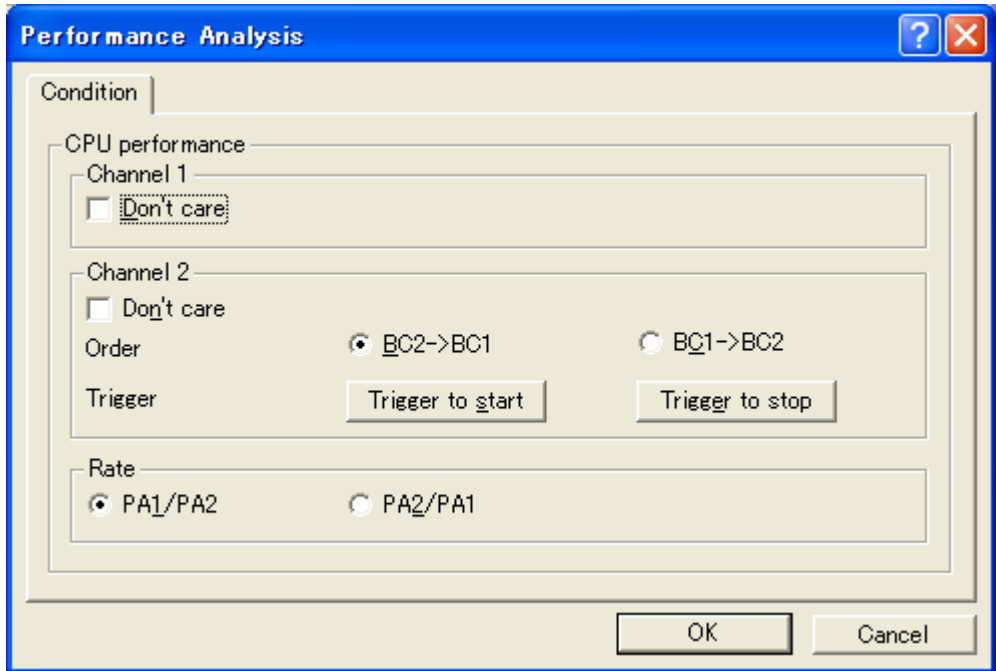 Performance Analysis
Condition
CPU performance
Channel 1
Don't care
Channel 2
Don't care
Order BC2->BC1 BC1->BC2
Trigger Trigger to start Trigger to stop
Rate
PA1/PA2 PA2/PA1
OK Cancel